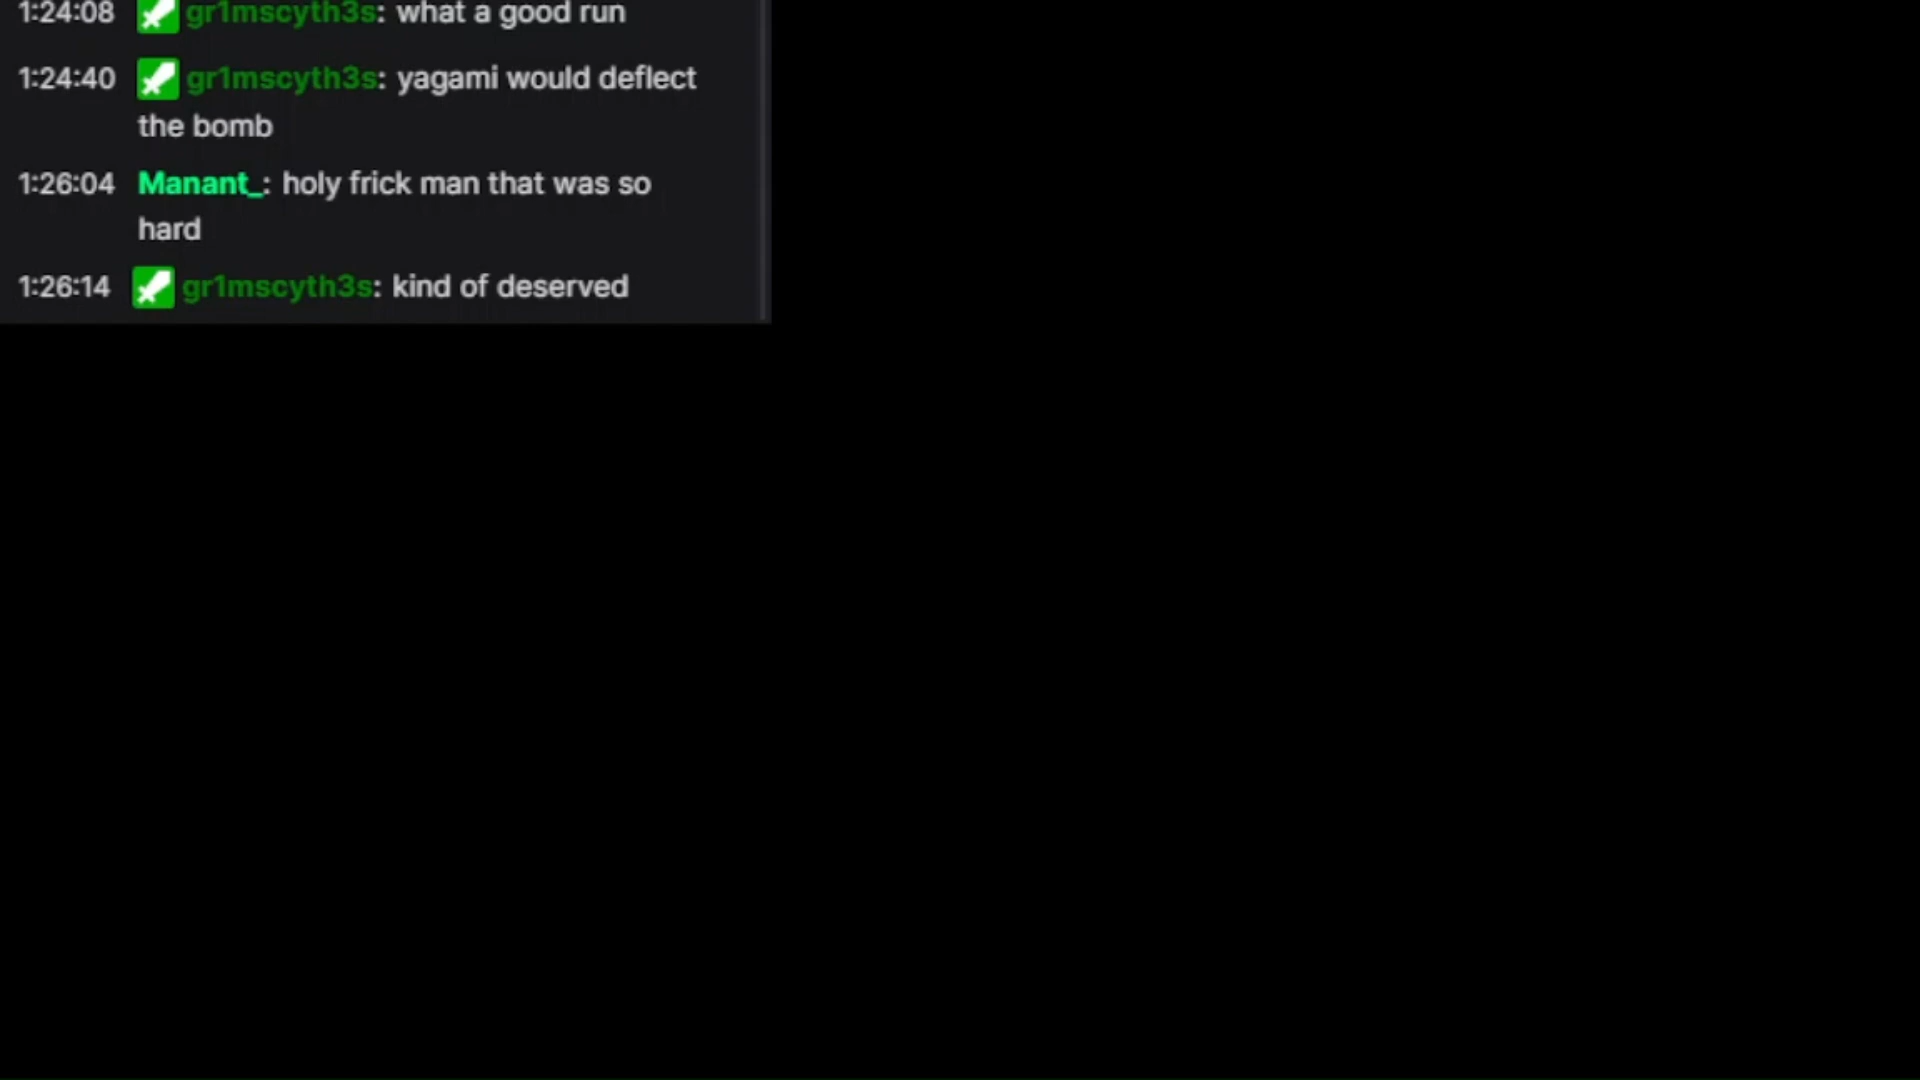 1:24:08 gr1mscyth3s: what a good run
1:24:40 gr1mscyth3s: yagami would deflect
the bomb
1:26:04 Manant_: holy frick man that was so
hard
1:26:14 gr1mscyth3s: kind of deserved